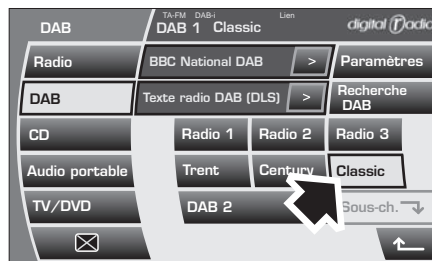 TA-FM DAB-i Lien
DAB DAB 1 Classic digital radio
Radio BBC National DAB > Paramètres
DAB Texte radio DAB (DLS) > Recherche DAB
CD Radio 1 Radio 2 Radio 3
Audio portable Trent Century Classic
TV/DVD DAB 2 Sous-ch.